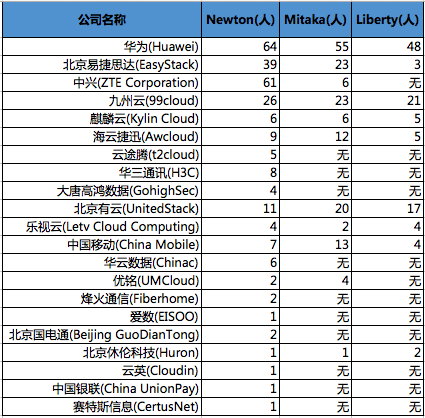 公司名称 Newton(人) Mitaka(人) Liberty(人)
华为(Huawei) 64 55 48
北京易捷思达(EasyStack) 39 23 3
中兴(ZTE Corporation) 61 6 无
九州云(99cloud) 26 23 21
麒麟云(Kylin Cloud) 6 6 5
海云捷迅(Awcloud) 9 12 5
云途腾(t2cloud) 5 无 无
华三通讯(H3C) 8 无 无
大唐高鸿数据(GohighSec) 4 无 无
北京有云(UnitedStack) 11 20 17
乐视云(Letv Cloud Computing) 4 2 4
中国移动(China Mobile) 7 13 4
华云数据(Chinac) 6 无 无
优铭(UMCloud) 2 4 无
烽火通信(Fiberhome) 2 无 无
爱数(EISOO) 1 无 无
北京国电通(Beijing GuoDianTong) 2 无 无
北京休伦科技(Huron) 1 1 2
云英(Cloudin) 1 无 无
中国银联(China UnionPay) 1 无 无
赛特斯信息(CertusNet) 1 无 无